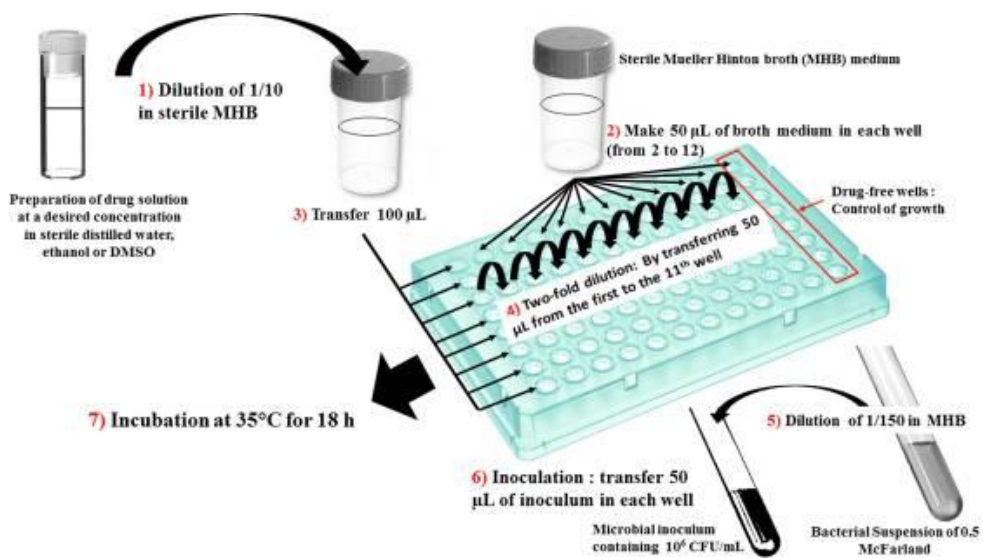 1) Dilution of 1/10
in sterile MHB
Sterile Mueller Hinton broth (MHB) medium
2) Make 50 µL of broth medium in each well
(from 2 to 12)
Preparation of drug solution
at a desired concentration
in sterile distilled water,
ethanol or DMSO
3) Transfer 100 µL
Drug-free wells :
Control of growth
4) Two-fold dilution: By transferring 50
µL from the first to the 11th well
7) Incubation at 35°C for 18 h
5) Dilution of 1/150 in MHB
6) Inoculation : transfer 50
µL of inoculum in each well
Microbial inoculum
containing 10⁶ CFU/mL
Bacterial Suspension of 0.5
McFarland